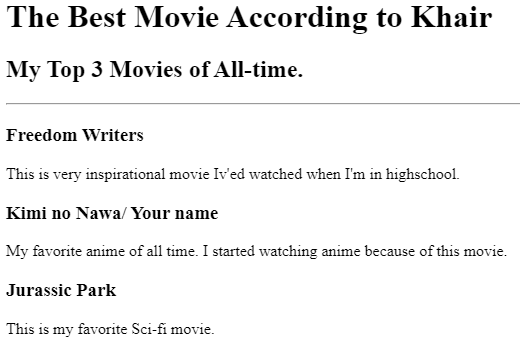 The Best Movie According to Khair
My Top 3 Movies of All-time.
Freedom Writers
This is very inspirational movie Iv'ed watched when I'm in highschool.
Kimi no Nawa/ Your name
My favorite anime of all time. I started watching anime because of this movie.
Jurassic Park
This is my favorite Sci-fi movie.